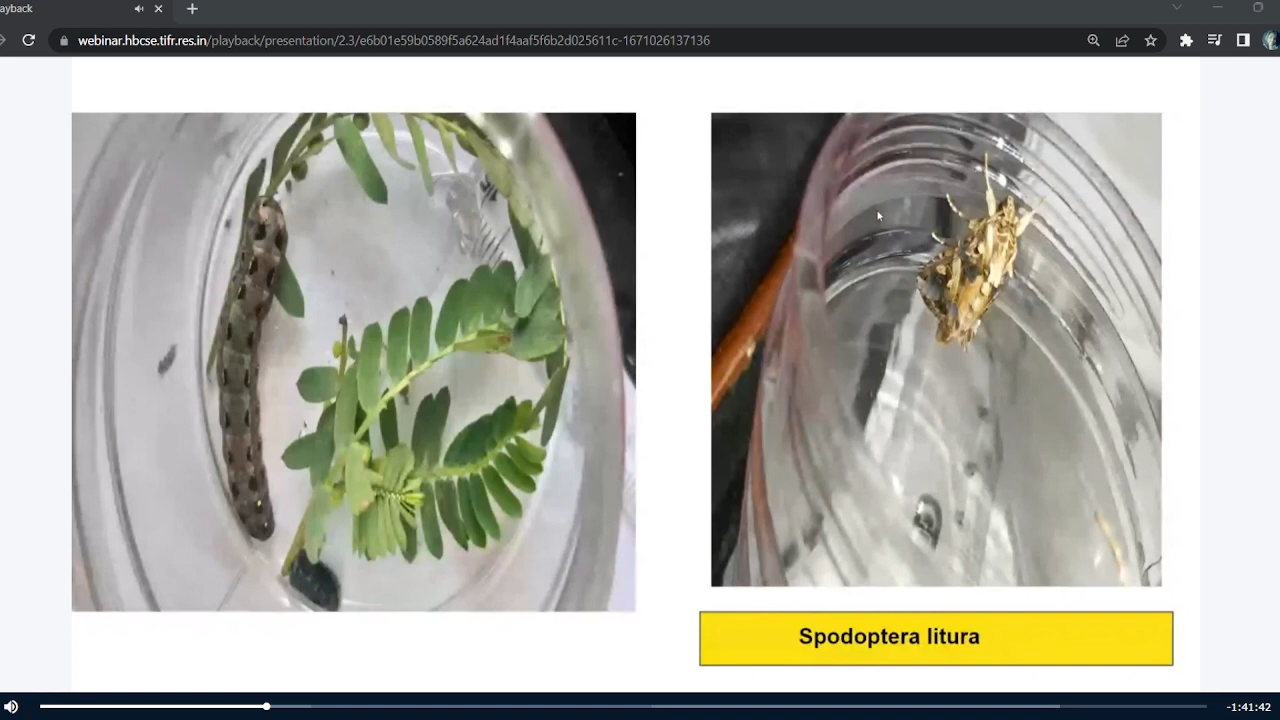 ayback
webinar.hbcse.tifr.res.in/playback/presentation/2.3/e6b01e59b0589f5a624ad1f4aaf5f6b2d025611c-1671026137136
Spodoptera litura
-1:41:42